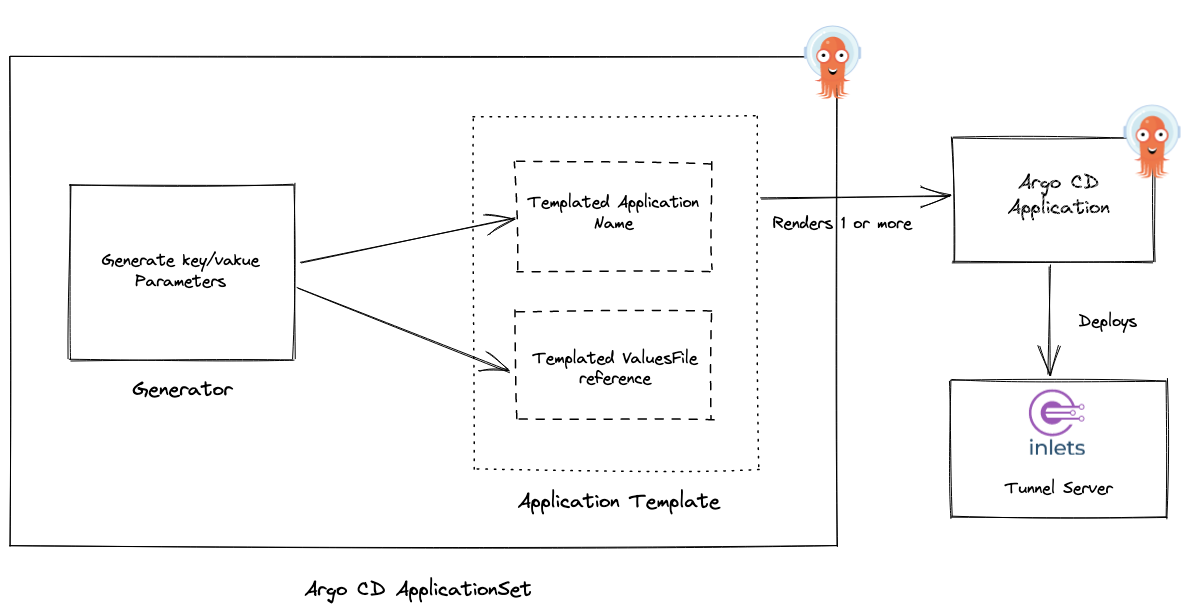 Generate key/vakue
Parameters
Generator
Templated Application
Name
Templated ValuesFile
reference
Application Template
Argo CD ApplicationSet
Renders 1 or more
Argo CD
Application
Deploys
inlets
Tunnel Server